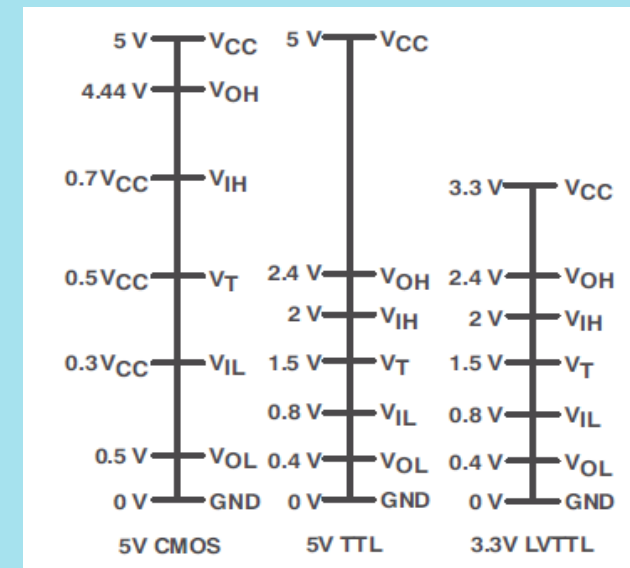 5 V VCC
4.44 V VOH
0.7VCC VIH
0.5VCC VT
0.3VCC VIL
0.5 V VOL
0 V GND
5V CMOS
5 V VCC
2.4 V VOH
2 V VIH
1.5 V VT
0.8 V VIL
0.4 V VOL
0 V GND
5V TTL
3.3 V VCC
2.4 V VOH
2 V VIH
1.5 V VT
0.8 V VIL
0.4 V VOL
0 V GND
3.3V LVTTL